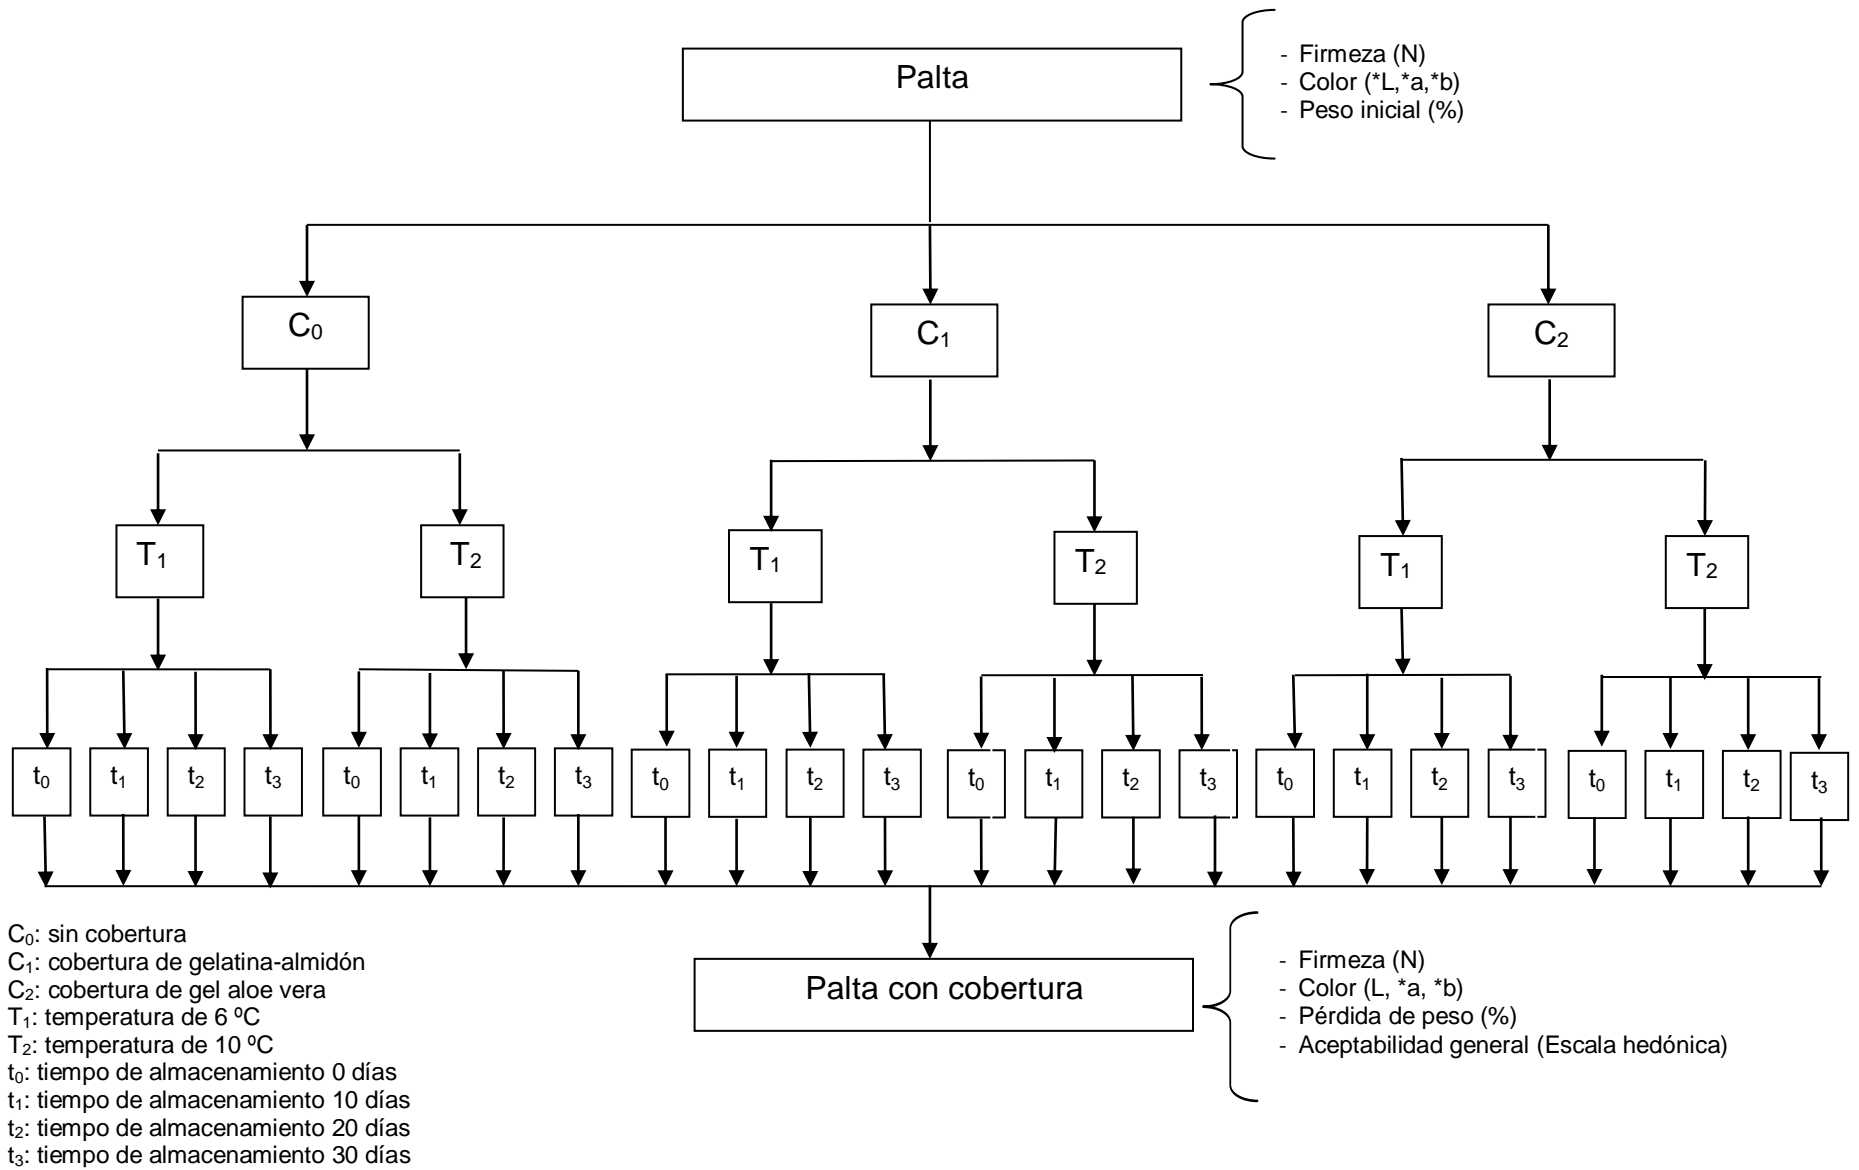 Palta
- Firmeza (N)
- Color (*L,*a,*b)
- Peso inicial (%)
C₀ C₁ C₂
T₁ T₂ T₁ T₂ T₁ T₂
t₀ t₁ t₂ t₃ t₀ t₁ t₂ t₃ t₀ t₁ t₂ t₃ t₀ t₁ t₂ t₃ t₀ t₁ t₂ t₃ t₀ t₁ t₂ t₃
Palta con cobertura
- Firmeza (N)
- Color (L, *a, *b)
- Pérdida de peso (%)
- Aceptabilidad general (Escala hedónica)
C₀: sin cobertura
C₁: cobertura de gelatina-almidón
C₂: cobertura de gel aloe vera
T₁: temperatura de 6 ºC
T₂: temperatura de 10 ºC
t₀: tiempo de almacenamiento 0 días
t₁: tiempo de almacenamiento 10 días
t₂: tiempo de almacenamiento 20 días
t₃: tiempo de almacenamiento 30 días